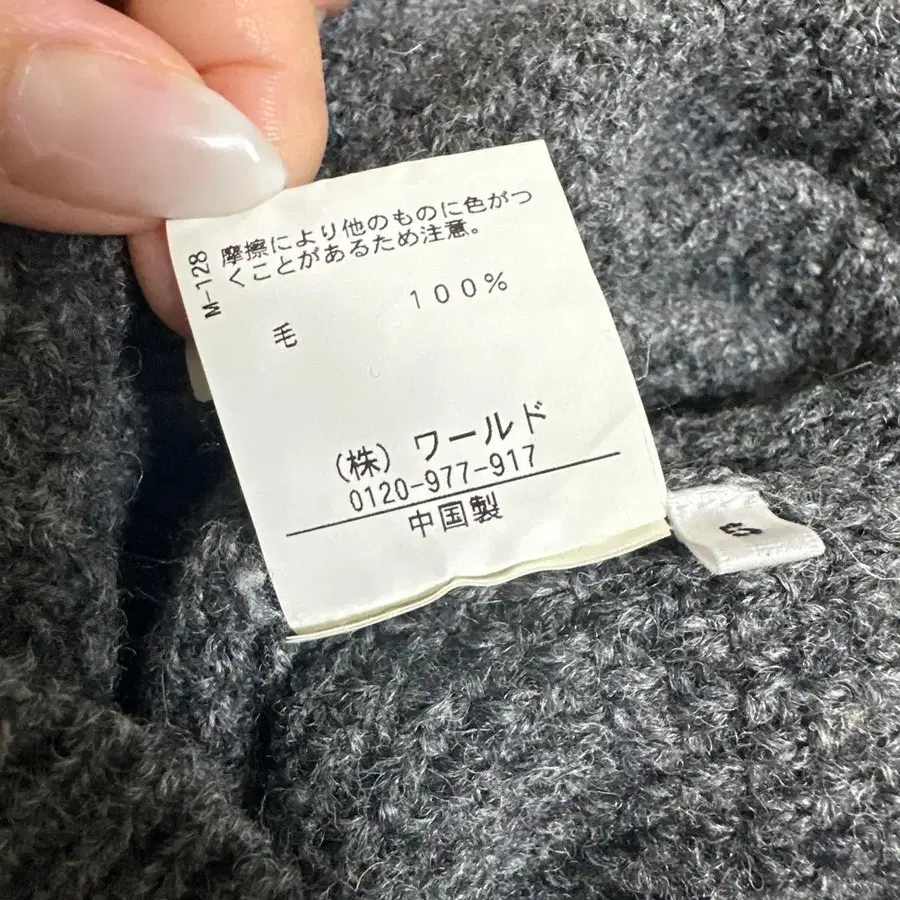 M-128
摩擦により他のものに色がつ
くことがあるため注意。
毛 100%
(株) ワールド
0120-977-917
中国製
S